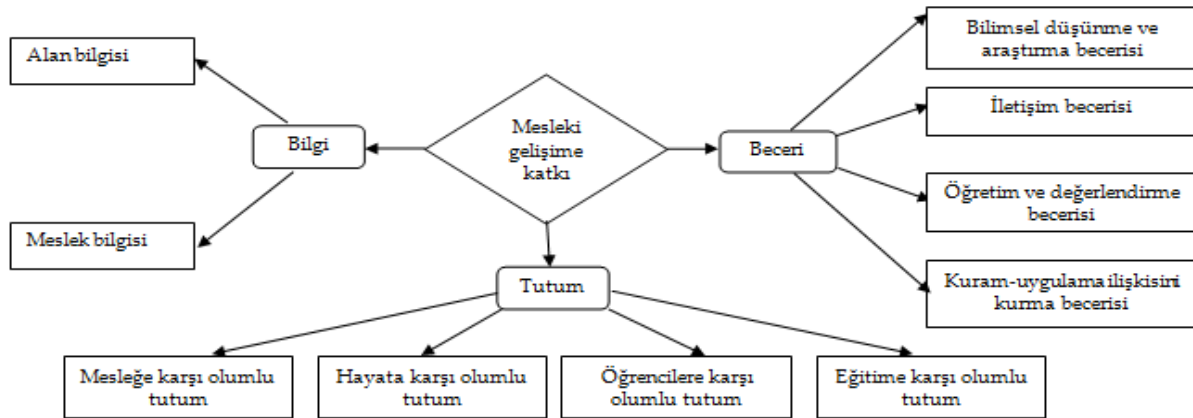 Alan bilgisi
Bilgi
Meslek bilgisi
Mesleki
gelişime
katkı
Beceri
Bilimsel düşünme ve
araştırma becerisi
İletişim becerisi
Öğretim ve değerlendirme
becerisi
Kuram-uygulama ilişkisini
kurma becerisi
Tutum
Mesleğe karşı olumlu
tutum
Hayata karşı olumlu
tutum
Öğrencilere karşı
olumlu tutum
Eğitime karşı olumlu
tutum